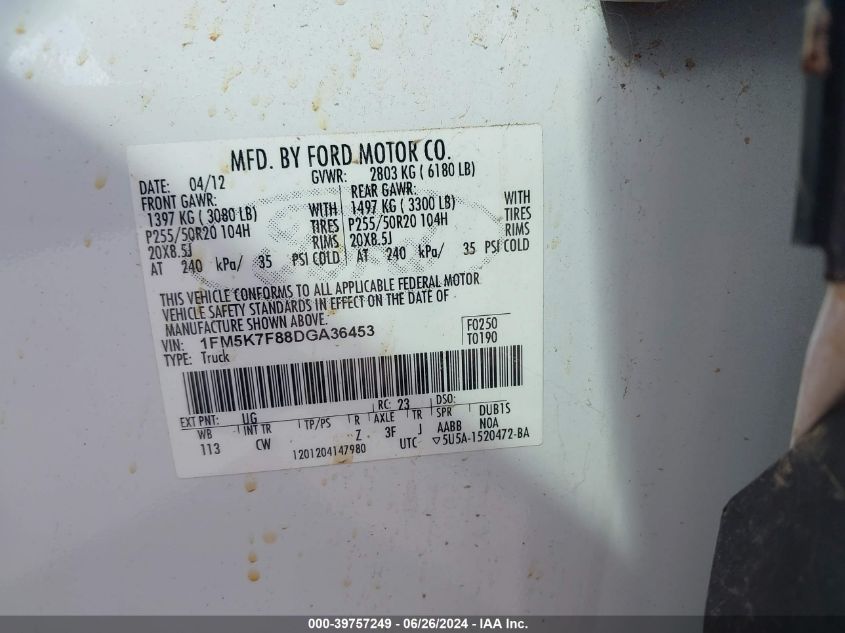 MFD. BY FORD MOTOR CO.
DATE: 04/12 GVWR: 2803 KG ( 6180 LB)
FRONT GAWR: REAR GAWR:
1397 KG ( 3080 LB) WITH 1497 KG ( 3300 LB) WITH
P255/50R20 104H TIRES P255/50R20 104H TIRES
20X8.5J RIMS 20X8.5J RIMS
AT 240 kPa/ 35 PSI COLD AT 240 kPa/ 35 PSI COLD
THIS VEHICLE CONFORMS TO ALL APPLICABLE FEDERAL MOTOR
VEHICLE SAFETY STANDARDS IN EFFECT ON THE DATE OF
MANUFACTURE SHOWN ABOVE.
VIN: 1FM5K7F88DGA36453 F0250
TYPE: Truck T0190
EXT PNT: UG RC: 23 DSO:
WB INT TR TP/PS R AXLE TR SPR DUB1S
113 CW Z 3F J AABB NOA
1201204147980 UTC ▽5U5A-1520472-BA
000-39757249 - 06/26/2024 - IAA Inc.